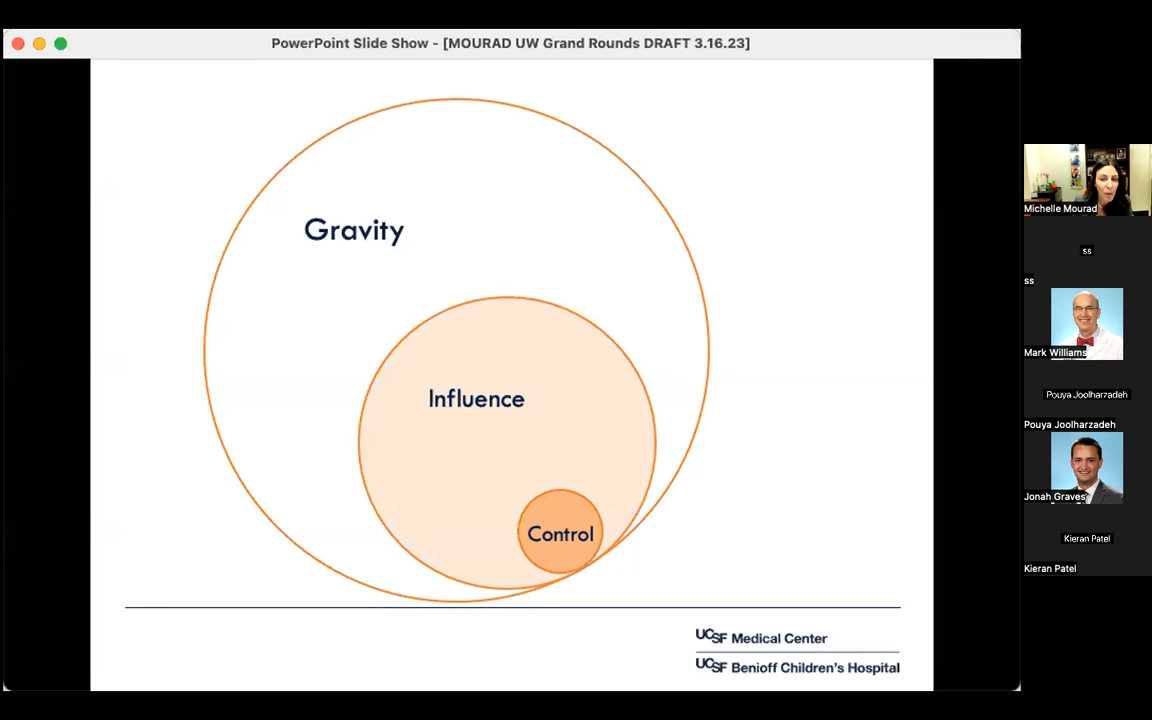 PowerPoint Slide Show - [MOURAD UW Grand Rounds DRAFT 3.16.23]
Gravity
Influence
Control
UCSF Medical Center
UCSF Benioff Children's Hospital
Michelle Mourad
ss
ss
Mark Williams
Pouya Joolharzadeh
Pouya Joolharzadeh
Jonah Graves
Kieran Patel
Kieran Patel